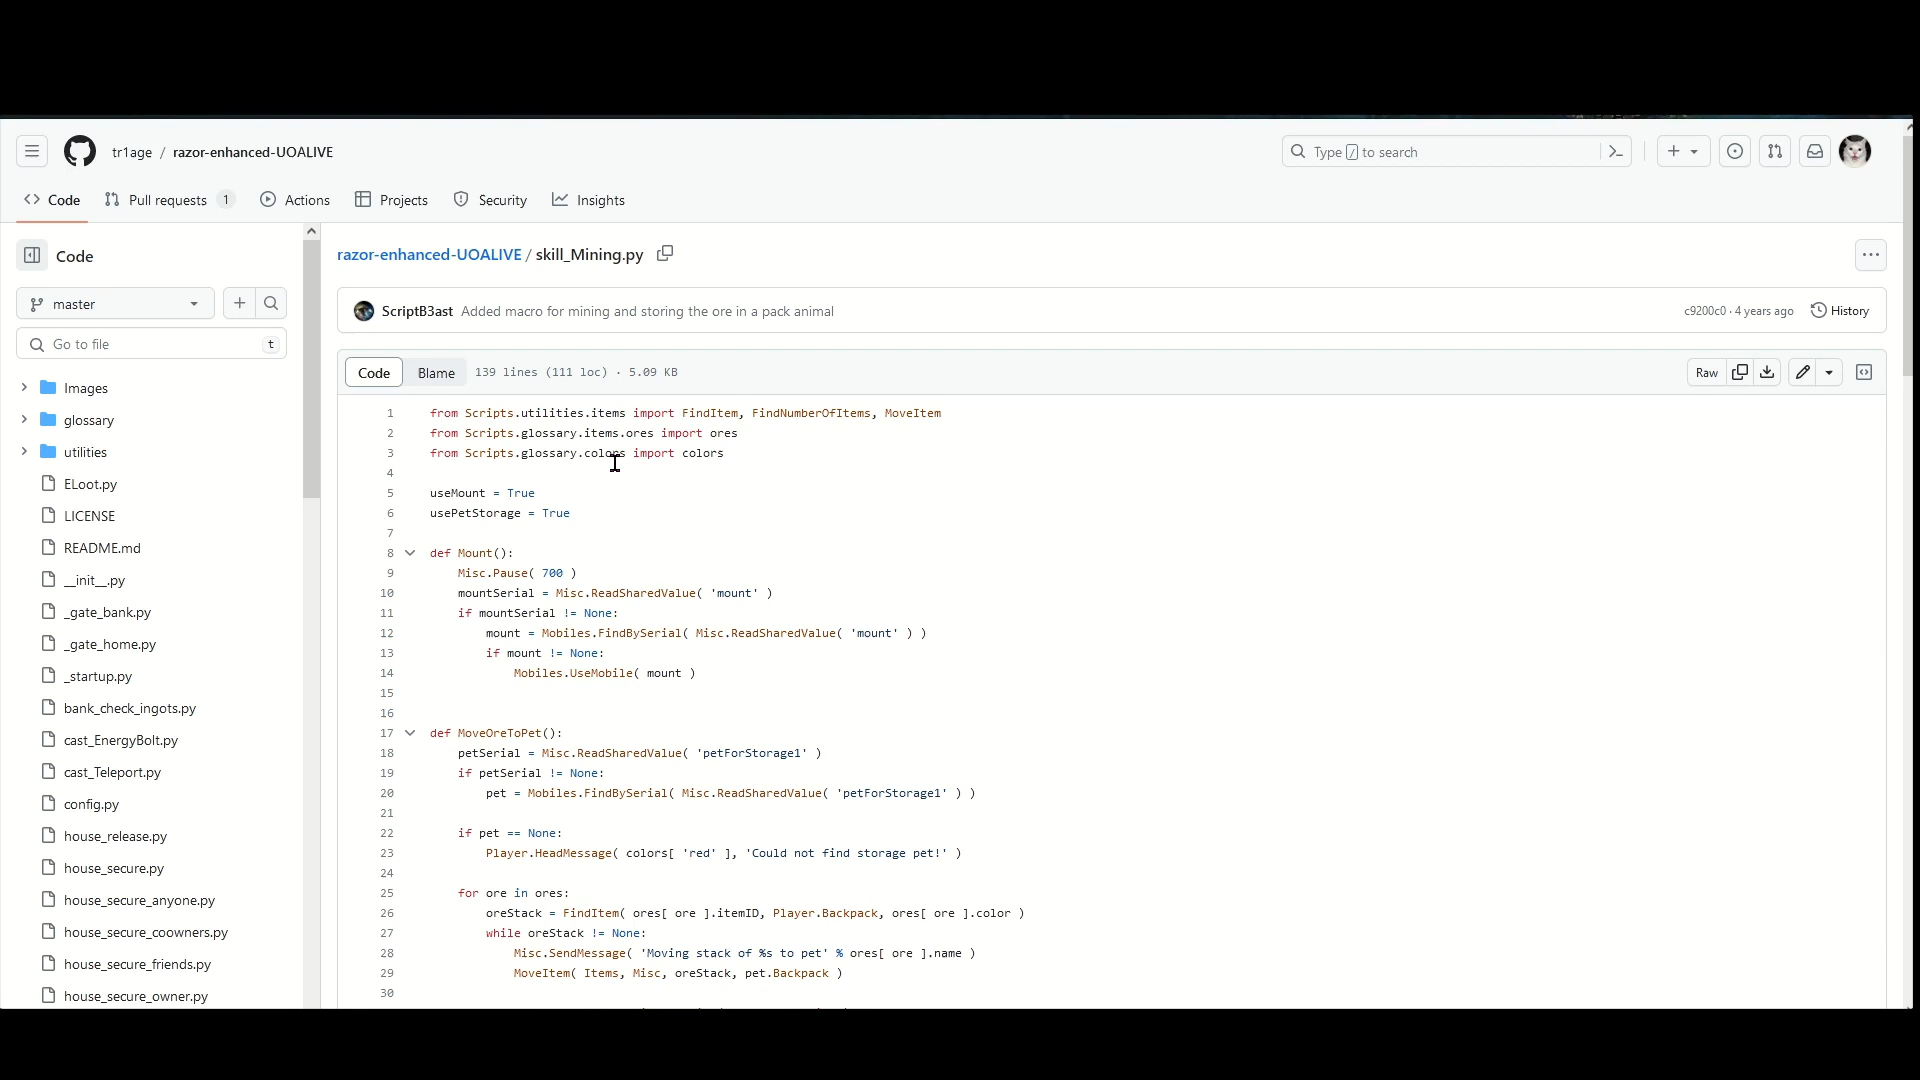 tr1age / razor-enhanced-UOALIVE
Type / to search
Code
Pull requests 1
Actions
Projects
Security
Insights
Code
master
Go to file t
Images
glossary
utilities
ELoot.py
LICENSE
README.md
__init__.py
_gate_bank.py
_gate_home.py
_startup.py
bank_check_ingots.py
cast_EnergyBolt.py
cast_Teleport.py
config.py
house_release.py
house_secure.py
house_secure_anyone.py
house_secure_coowners.py
house_secure_friends.py
house_secure_owner.py
razor-enhanced-UOALIVE / skill_Mining.py
ScriptB3ast Added macro for mining and storing the ore in a pack animal
c9200c0 · 4 years ago History
Code Blame 139 lines (111 loc) · 5.09 KB
Raw
1 from Scripts.utilities.items import FindItem, FindNumberOfItems, MoveItem
2 from Scripts.glossary.items.ores import ores
3 from Scripts.glossary.colors import colors
4
5 useMount = True
6 usePetStorage = True
7
8 def Mount():
9 Misc.Pause( 700 )
10 mountSerial = Misc.ReadSharedValue( 'mount' )
11 if mountSerial != None:
12 mount = Mobiles.FindBySerial( Misc.ReadSharedValue( 'mount' ) )
13 if mount != None:
14 Mobiles.UseMobile( mount )
15
16
17 def MoveOreToPet():
18 petSerial = Misc.ReadSharedValue( 'petForStorage1' )
19 if petSerial != None:
20 pet = Mobiles.FindBySerial( Misc.ReadSharedValue( 'petForStorage1' ) )
21
22 if pet == None:
23 Player.HeadMessage( colors[ 'red' ], 'Could not find storage pet!' )
24
25 for ore in ores:
26 oreStack = FindItem( ores[ ore ].itemID, Player.Backpack, ores[ ore ].color )
27 while oreStack != None:
28 Misc.SendMessage( 'Moving stack of %s to pet' % ores[ ore ].name )
29 MoveItem( Items, Misc, oreStack, pet.Backpack )
30